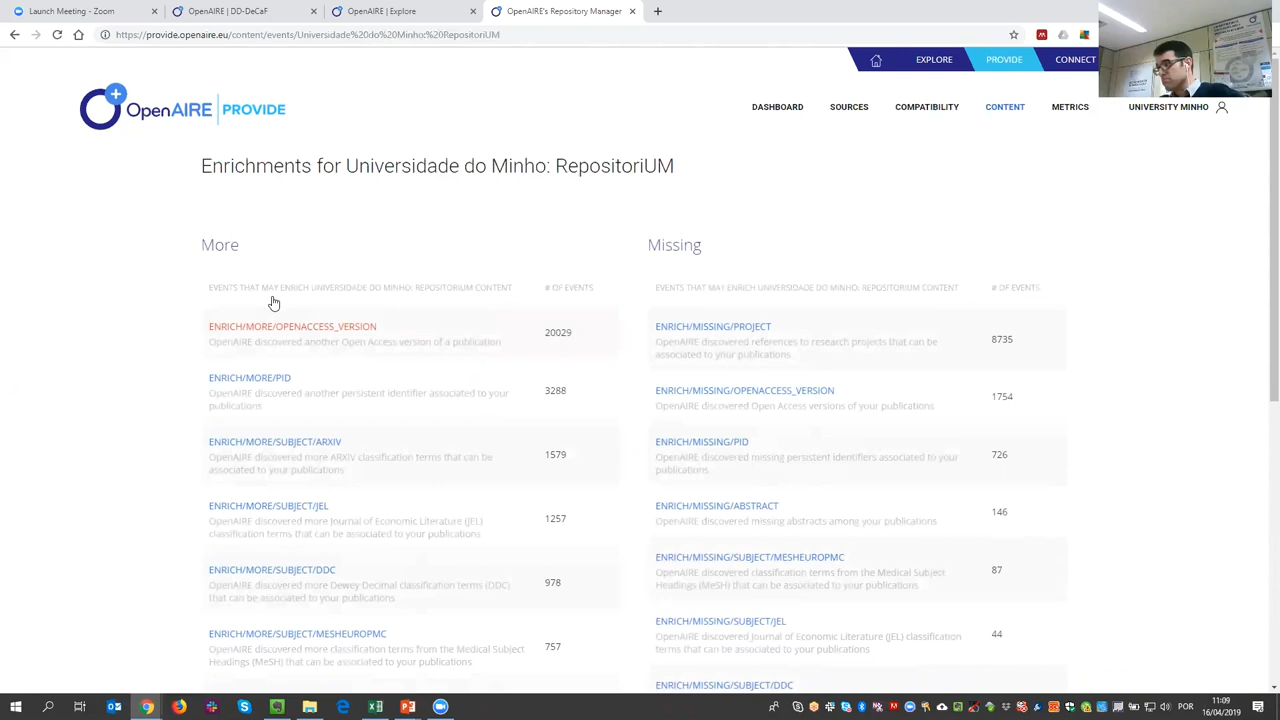 Launch Meeting - Zoom
OpenAIRE | DD-DeCaF
OpenAIRE | Explore
OpenAIRE's Repository Manager
https://provide.openaire.eu/content/events/Universidade%20do%20Minho:%20RepositoriUM
EXPLORE
PROVIDE
CONNECT
OpenAIRE | PROVIDE
DASHBOARD
SOURCES
COMPATIBILITY
CONTENT
METRICS
UNIVERSITY MINHO
Enrichments for Universidade do Minho: RepositoriUM
More
EVENTS THAT MAY ENRICH UNIVERSIDADE DO MINHO: REPOSITORIUM CONTENT
# OF EVENTS
ENRICH/MORE/OPENACCESS_VERSION
OpenAIRE discovered another Open Access version of a publication
20029
ENRICH/MORE/PID
OpenAIRE discovered another persistent identifier associated to your
publications
3288
ENRICH/MORE/SUBJECT/ARXIV
OpenAIRE discovered more ARXIV classification terms that can be
associated to your publications
1579
ENRICH/MORE/SUBJECT/JEL
OpenAIRE discovered more Journal of Economic Literature (JEL)
classification terms that can be associated to your publications
1257
ENRICH/MORE/SUBJECT/DDC
OpenAIRE discovered more Dewey Decimal classification terms (DDC)
that can be associated to your publications
978
ENRICH/MORE/SUBJECT/MESHEUROPMC
OpenAIRE discovered more classification terms from the Medical Subject
Headings (MeSH) that can be associated to your publications
757
Missing
EVENTS THAT MAY ENRICH UNIVERSIDADE DO MINHO: REPOSITORIUM CONTENT
# OF EVENTS
ENRICH/MISSING/PROJECT
OpenAIRE discovered references to research projects that can be
associated to your publications
8735
ENRICH/MISSING/OPENACCESS_VERSION
OpenAIRE discovered Open Access versions of your publications
1754
ENRICH/MISSING/PID
OpenAIRE discovered missing persistent identifiers associated to your
publications
726
ENRICH/MISSING/ABSTRACT
OpenAIRE discovered missing abstracts among your publications
146
ENRICH/MISSING/SUBJECT/MESHEUROPMC
OpenAIRE discovered classification terms from the Medical Subject
Headings (MeSH) that can be associated to your publications
87
ENRICH/MISSING/SUBJECT/JEL
OpenAIRE discovered Journal of Economic Literature (JEL) classification
terms that can be associated to your publications
44
ENRICH/MISSING/SUBJECT/DDC
POR
11:09
16/04/2019